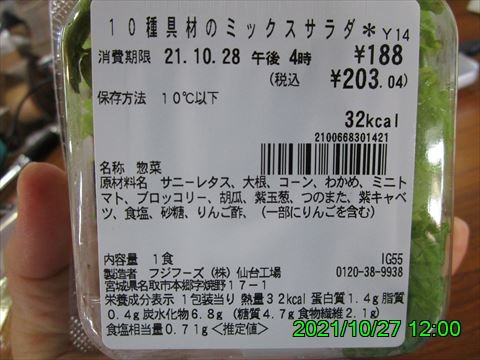 10種具材のミックスサラダ* Y14
消費期限 21.10.28 午後 4時 ¥188
(税込 ¥203.04)
保存方法 10℃以下
32kcal
2100668301421
名称 惣菜
原材料名 サニーレタス、大根、コーン、わかめ、ミニト
マト、ブロッコリー、胡瓜、紫玉葱、つのまた、紫キャベ
ツ、食塩、砂糖、りんご酢、(一部にりんごを含む)
内容量 1食 IG55
製造者 フジフーズ(株)仙台工場 0120-38-9938
宮城県名取市本郷字焼野17-1
栄養成分表示 1包装当り 熱量32kcal 蛋白質1.4g 脂質
0.4g 炭水化物6.8g (糖質4.7g 食物繊維2.1g)
食塩相当量0.71g <推定値>
2021/10/27 12:00